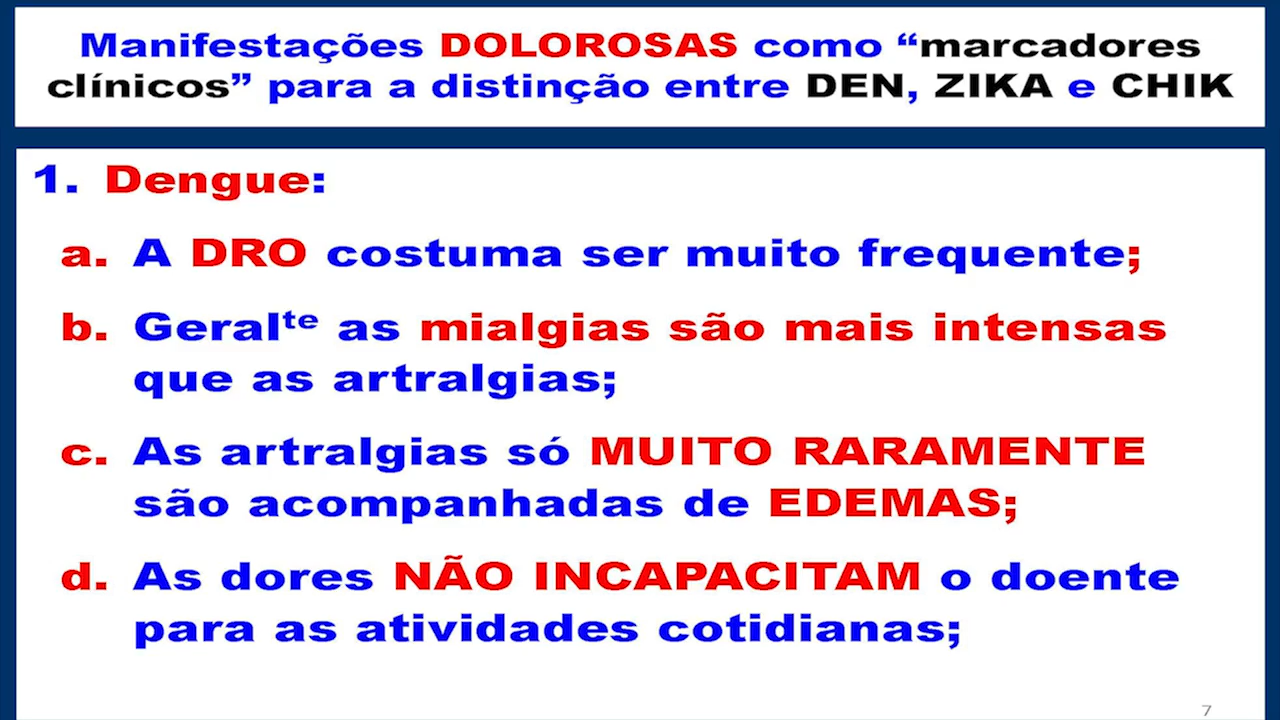 Manifestações DOLOROSAS como “marcadores
clínicos” para a distinção entre DEN, ZIKA e CHIK
1. Dengue:
a. A DRO costuma ser muito frequente;
b. Geralᵗᵉ as mialgias são mais intensas
que as artralgias;
c. As artralgias só MUITO RARAMENTE
são acompanhadas de EDEMAS;
d. As dores NÃO INCAPACITAM o doente
para as atividades cotidianas;
7